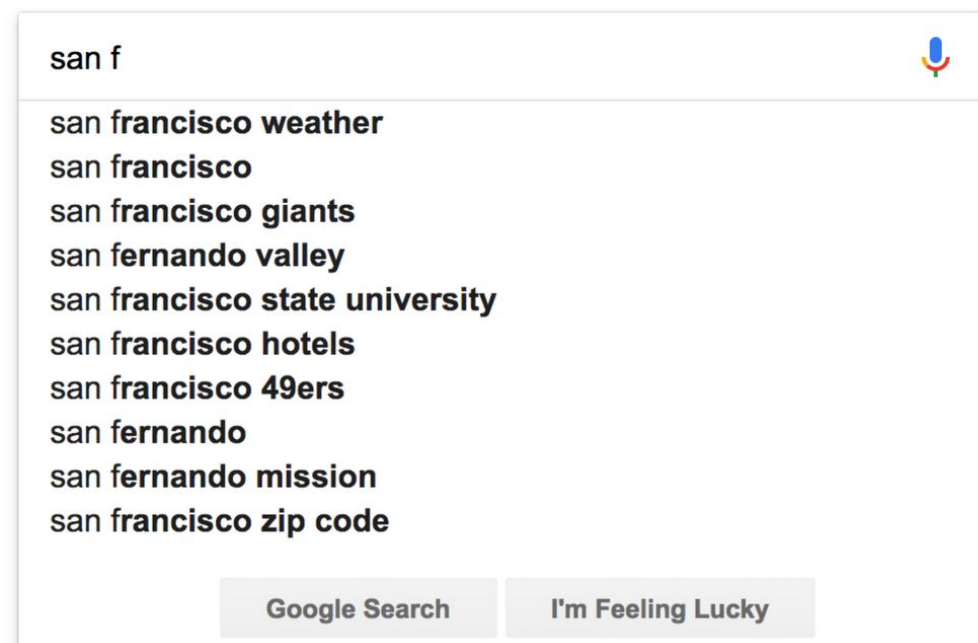 san f
san francisco weather
san francisco
san francisco giants
san fernando valley
san francisco state university
san francisco hotels
san francisco 49ers
san fernando
san fernando mission
san francisco zip code
Google Search I'm Feeling Lucky